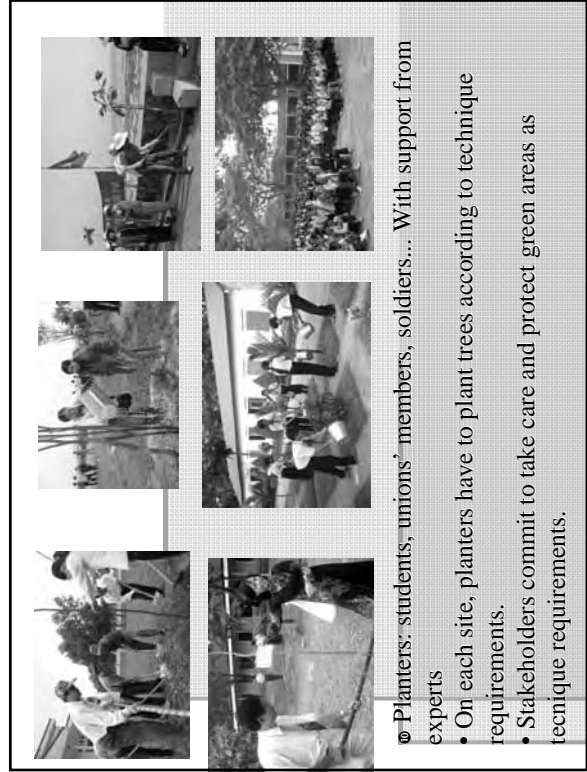 ๏ Planters: students, unions’ members, soldiers... With support from
experts
• On each site, planters have to plant trees according to technique
requirements.
• Stakeholders commit to take care and protect green areas as
tecnique requirements.